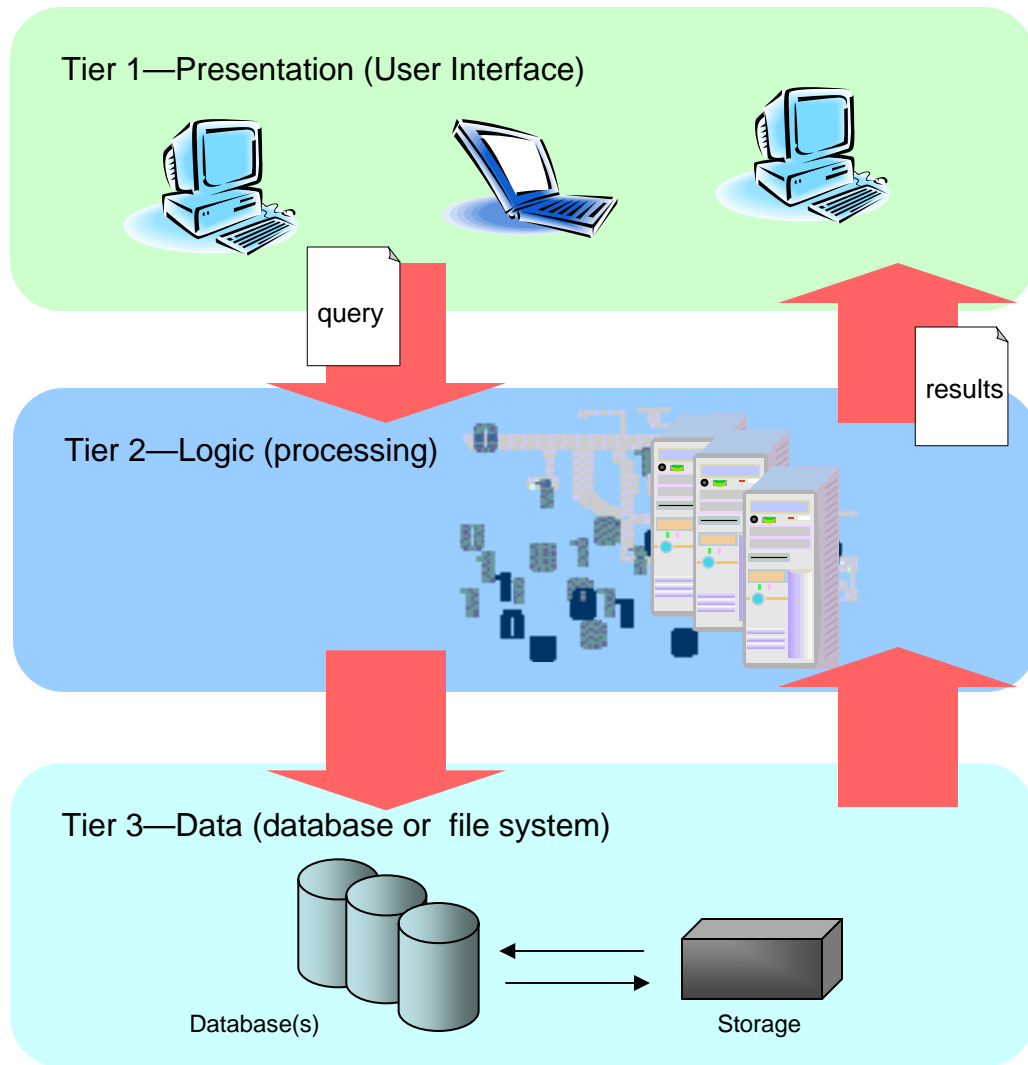 Tier 1—Presentation (User Interface)
query
results
Tier 2—Logic (processing)
Tier 3—Data (database or  file system)
Database(s)
Storage